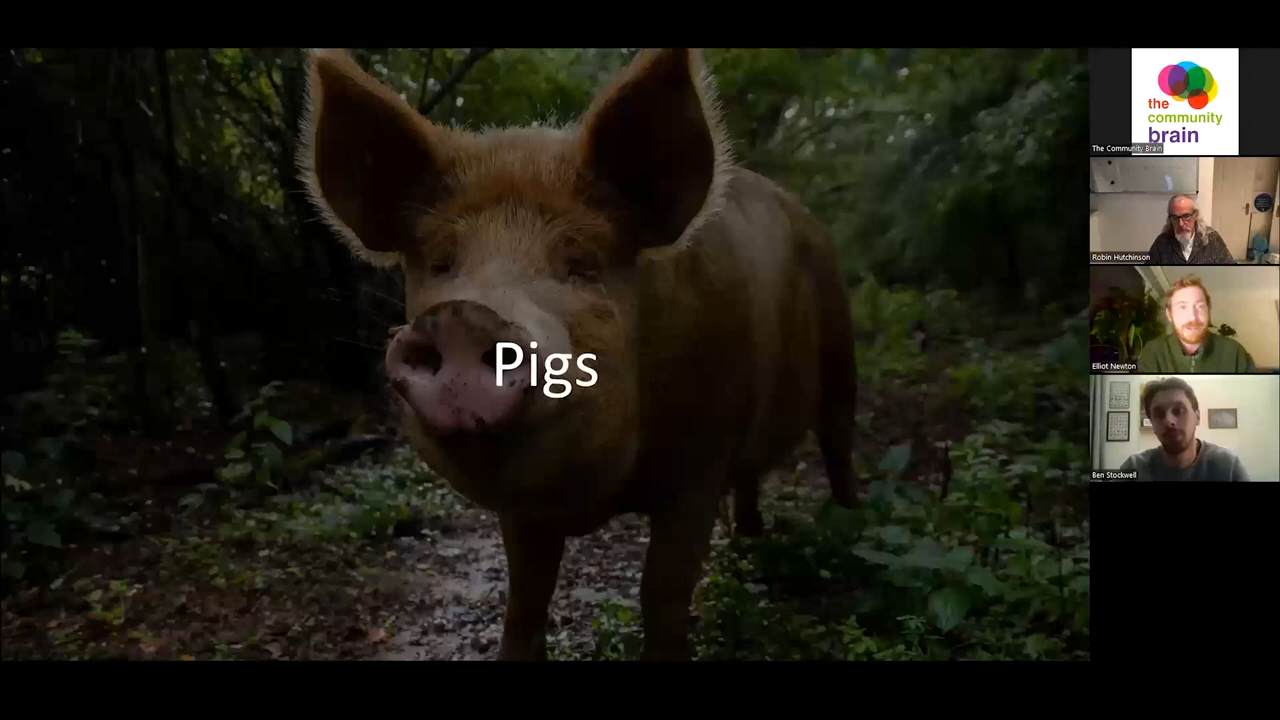 Pigs
the
community
brain
The Community Brain
Robin Hutchinson
Elliot Newton
Ben Stockwell